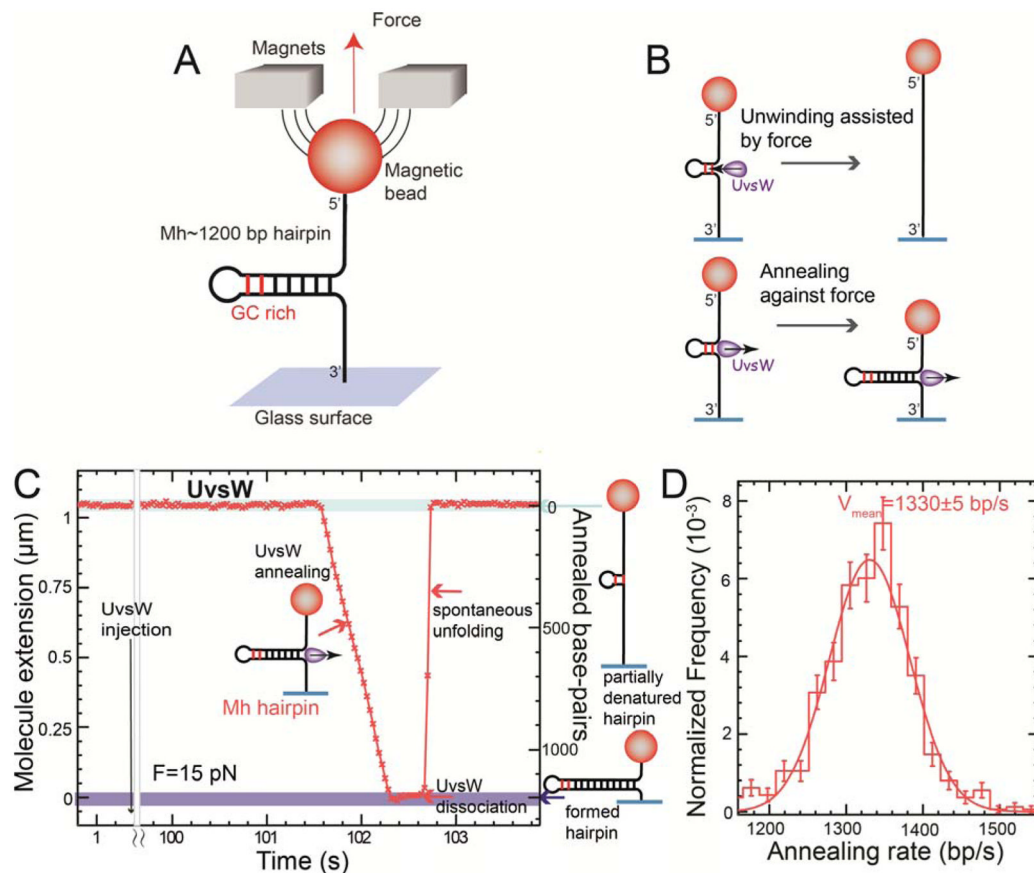 A
Force
Magnets
Magnetic
bead
5'
Mh~1200 bp hairpin
GC rich
3'
Glass surface
B
5'
UvsW
3'
Unwinding assisted
by force
5'
3'
5'
UvsW
3'
Annealing
against force
5'
3'
C
UvsW
Molecule extension (µm)
1
0.75
0.5
0.25
0
UvsW
injection
UvsW
annealing
Mh hairpin
spontaneous
unfolding
F=15 pN
UvsW
dissociation
0
500
1000
Annealed base-pairs
1
100
101
102
103
Time (s)
partially
denatured
hairpin
formed
hairpin
D
Normalized Frequency (10⁻³)
8
6
4
2
0
Vmean=1330±5 bp/s
1200
1300
1400
1500
Annealing rate (bp/s)